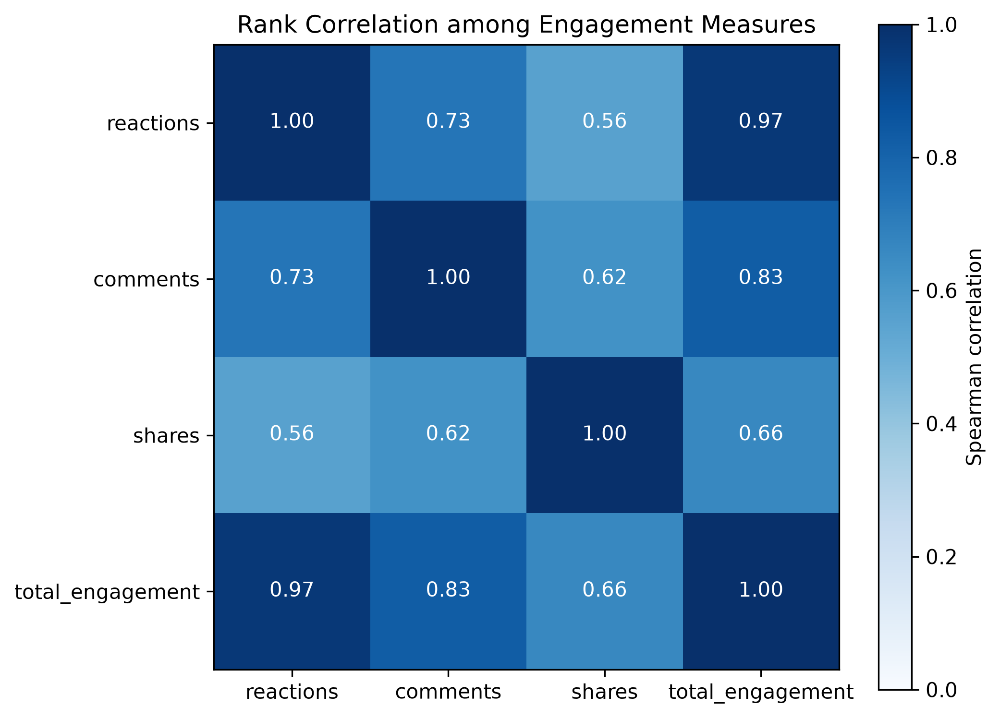 Rank Correlation among Engagement Measures
reactions 1.00 0.73 0.56 0.97
comments 0.73 1.00 0.62 0.83
shares 0.56 0.62 1.00 0.66
total_engagement 0.97 0.83 0.66 1.00
reactions comments shares total_engagement
1.0
0.8
0.6
0.4
0.2
0.0
Spearman correlation